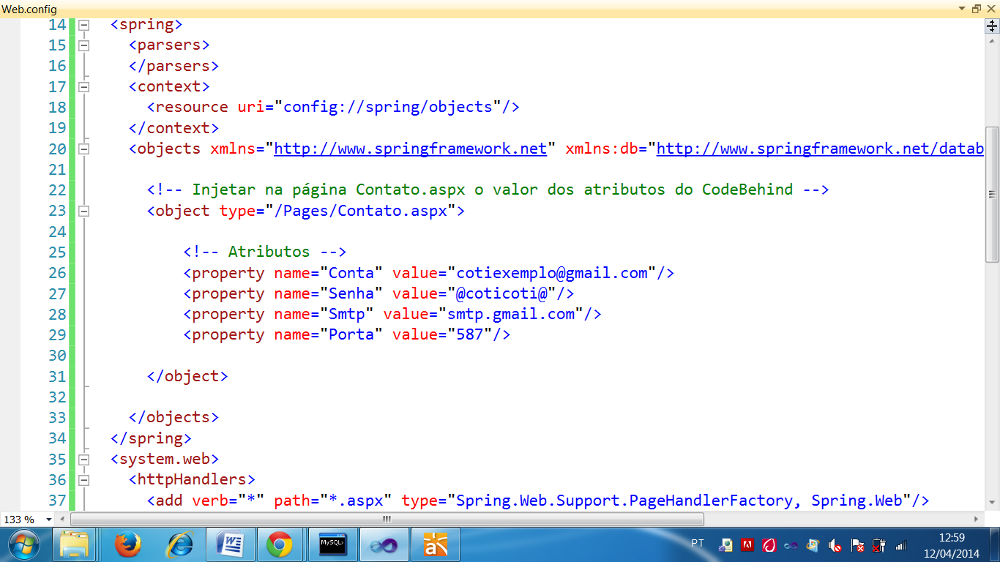 Web.config
14 <spring>
15 <parsers>
16 </parsers>
17 <context>
18 <resource uri="config://spring/objects"/>
19 </context>
20 <objects xmlns="http://www.springframework.net" xmlns:db="http://www.springframework.net/datab
21
22 <!-- Injetar na página Contato.aspx o valor dos atributos do CodeBehind -->
23 <object type="/Pages/Contato.aspx">
24
25 <!-- Atributos -->
26 <property name="Conta" value="cotiexemplo@gmail.com"/>
27 <property name="Senha" value="@coticoti@"/>
28 <property name="Smtp" value="smtp.gmail.com"/>
29 <property name="Porta" value="587"/>
30
31 </object>
32
33 </objects>
34 </spring>
35 <system.web>
36 <httpHandlers>
37 <add verb="*" path="*.aspx" type="Spring.Web.Support.PageHandlerFactory, Spring.Web"/>
133 %
MySQL>
PT
12:59
12/04/2014